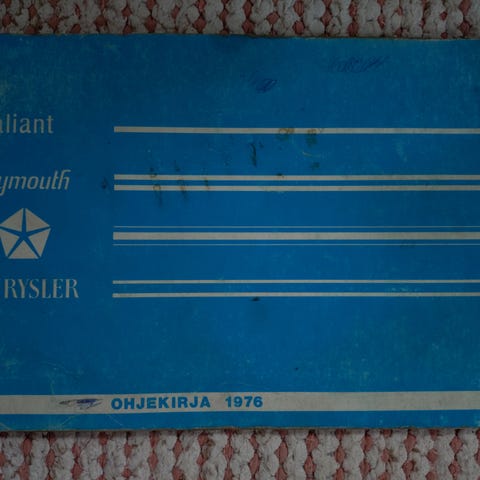 aliant
ymouth
RYSLER
OHJEKIRJA 1976